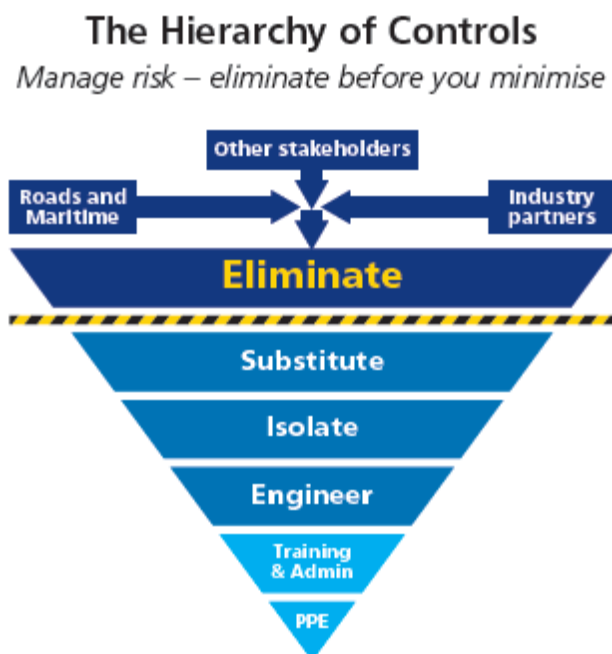 The Hierarchy of Controls
Manage risk – eliminate before you minimise
Other stakeholders
Roads and
Maritime
Industry
partners
Eliminate
Substitute
Isolate
Engineer
Training
& Admin
PPE